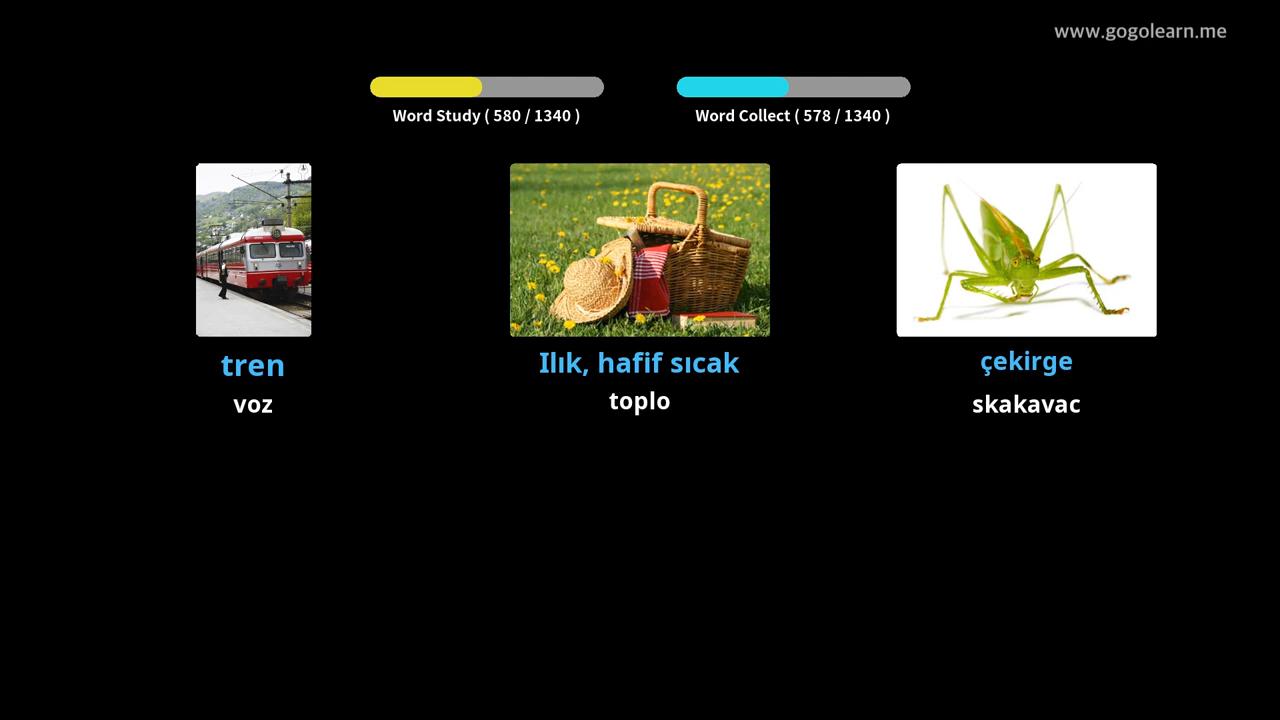 www.gogolearn.me
Word Study ( 580 / 1340 )
Word Collect ( 578 / 1340 )
tren
voz
Ilık, hafif sıcak
toplo
çekirge
skakavac